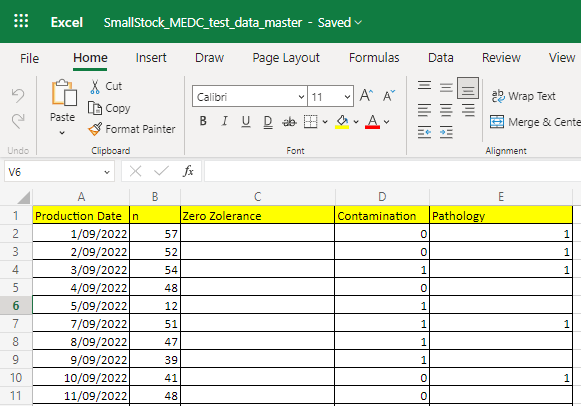 Excel SmallStock_MEDC_test_data_master - Saved
File Home Insert Draw Page Layout Formulas Data Review View
Paste Cut Calibri 11 A A Wrap Text
Copy
Format Painter B I U D ab A Merge & Cente
Undo Clipboard Font Alignment
V6 fx
A B C D E
1 Production Date n Zero Zolerance Contamination Pathology
2 1/09/2022 57 0 1
3 2/09/2022 52 0 1
4 3/09/2022 54 1 1
5 4/09/2022 48 0
6 5/09/2022 12 1
7 7/09/2022 51 1 1
8 8/09/2022 47 1
9 9/09/2022 39 1
10 10/09/2022 41 0 1
11 11/09/2022 48 0